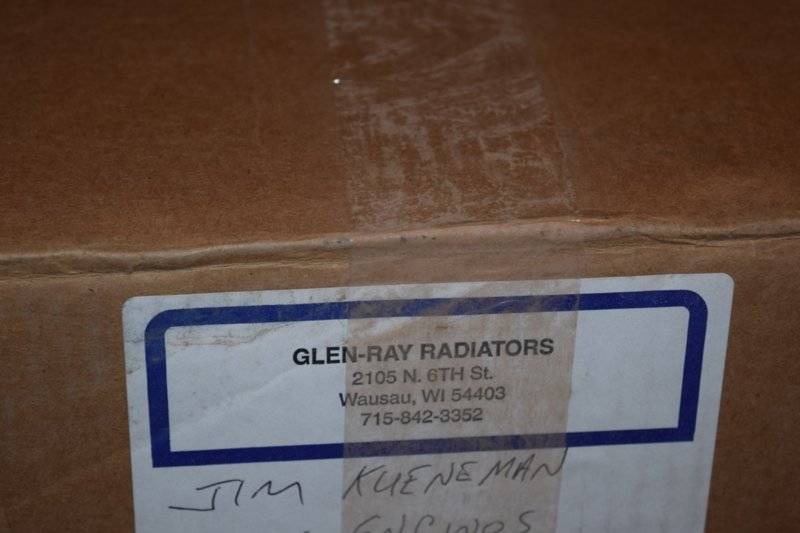 GLEN-RAY RADIATORS
2105 N. 6TH St.
Wausau, WI 54403
715-842-3352
JIM KUENEMAN